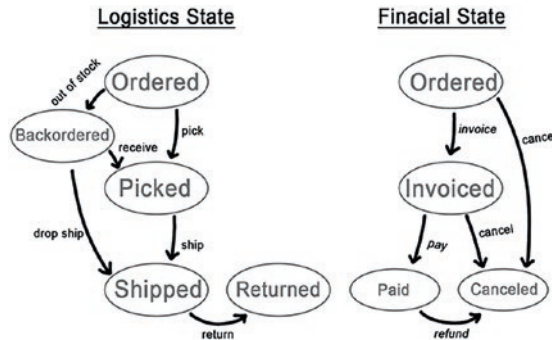 Logistics State
Finacial State
out of stock
Ordered
Ordered
Backordered
receive
pick
invoice
cance
Picked
Invoiced
drop ship
ship
pay
cancel
Shipped
Returned
Paid
Canceled
return
refund